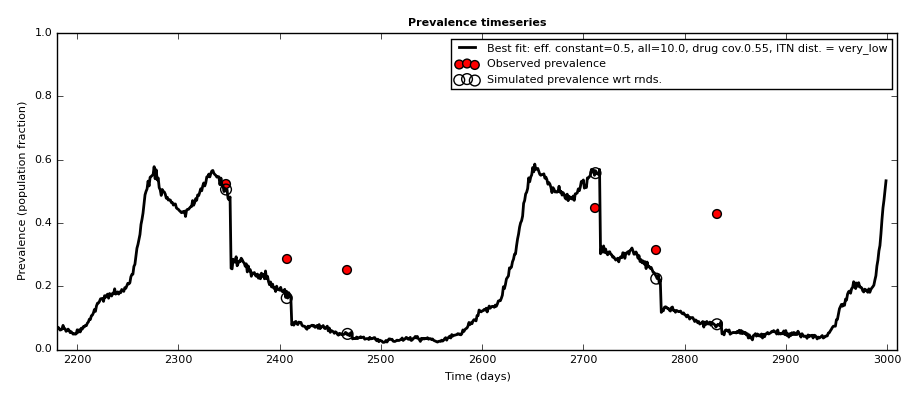 Prevalence timeseries
1.0
0.8
0.6
0.4
0.2
0.0
Prevalence (population fraction)
Best fit: eff. constant=0.5, all=10.0, drug cov.0.55, ITN dist. = very_low
Observed prevalence
Simulated prevalence wrt rnds.
2200 2300 2400 2500 2600 2700 2800 2900 3000
Time (days)